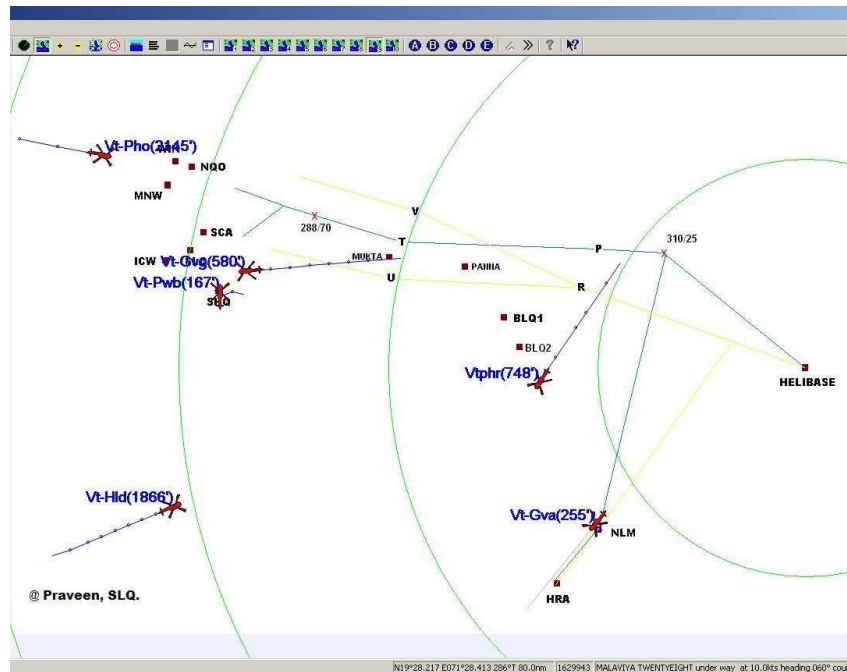 A B C D E
Vt-Pho(2145')
NQO
MNW
V
288/70
SCA
T
P
310/25
MUKTA
ICW
Vt-Gvg(580')
PANNA
U
R
Vt-Pwb(167')
SLQ
BLQ1
BLQ2
Vtphr(748')
HELIBASE
Vt-Hld(1866')
Vt-Gva(255')
NLM
@ Praveen, SLQ.
HRA
N19°28.217 E071°28.413 286°T 80.0nm 1629943 MALAVIYA TWENTYEIGHT under way at 10.0kts heading 060° cou